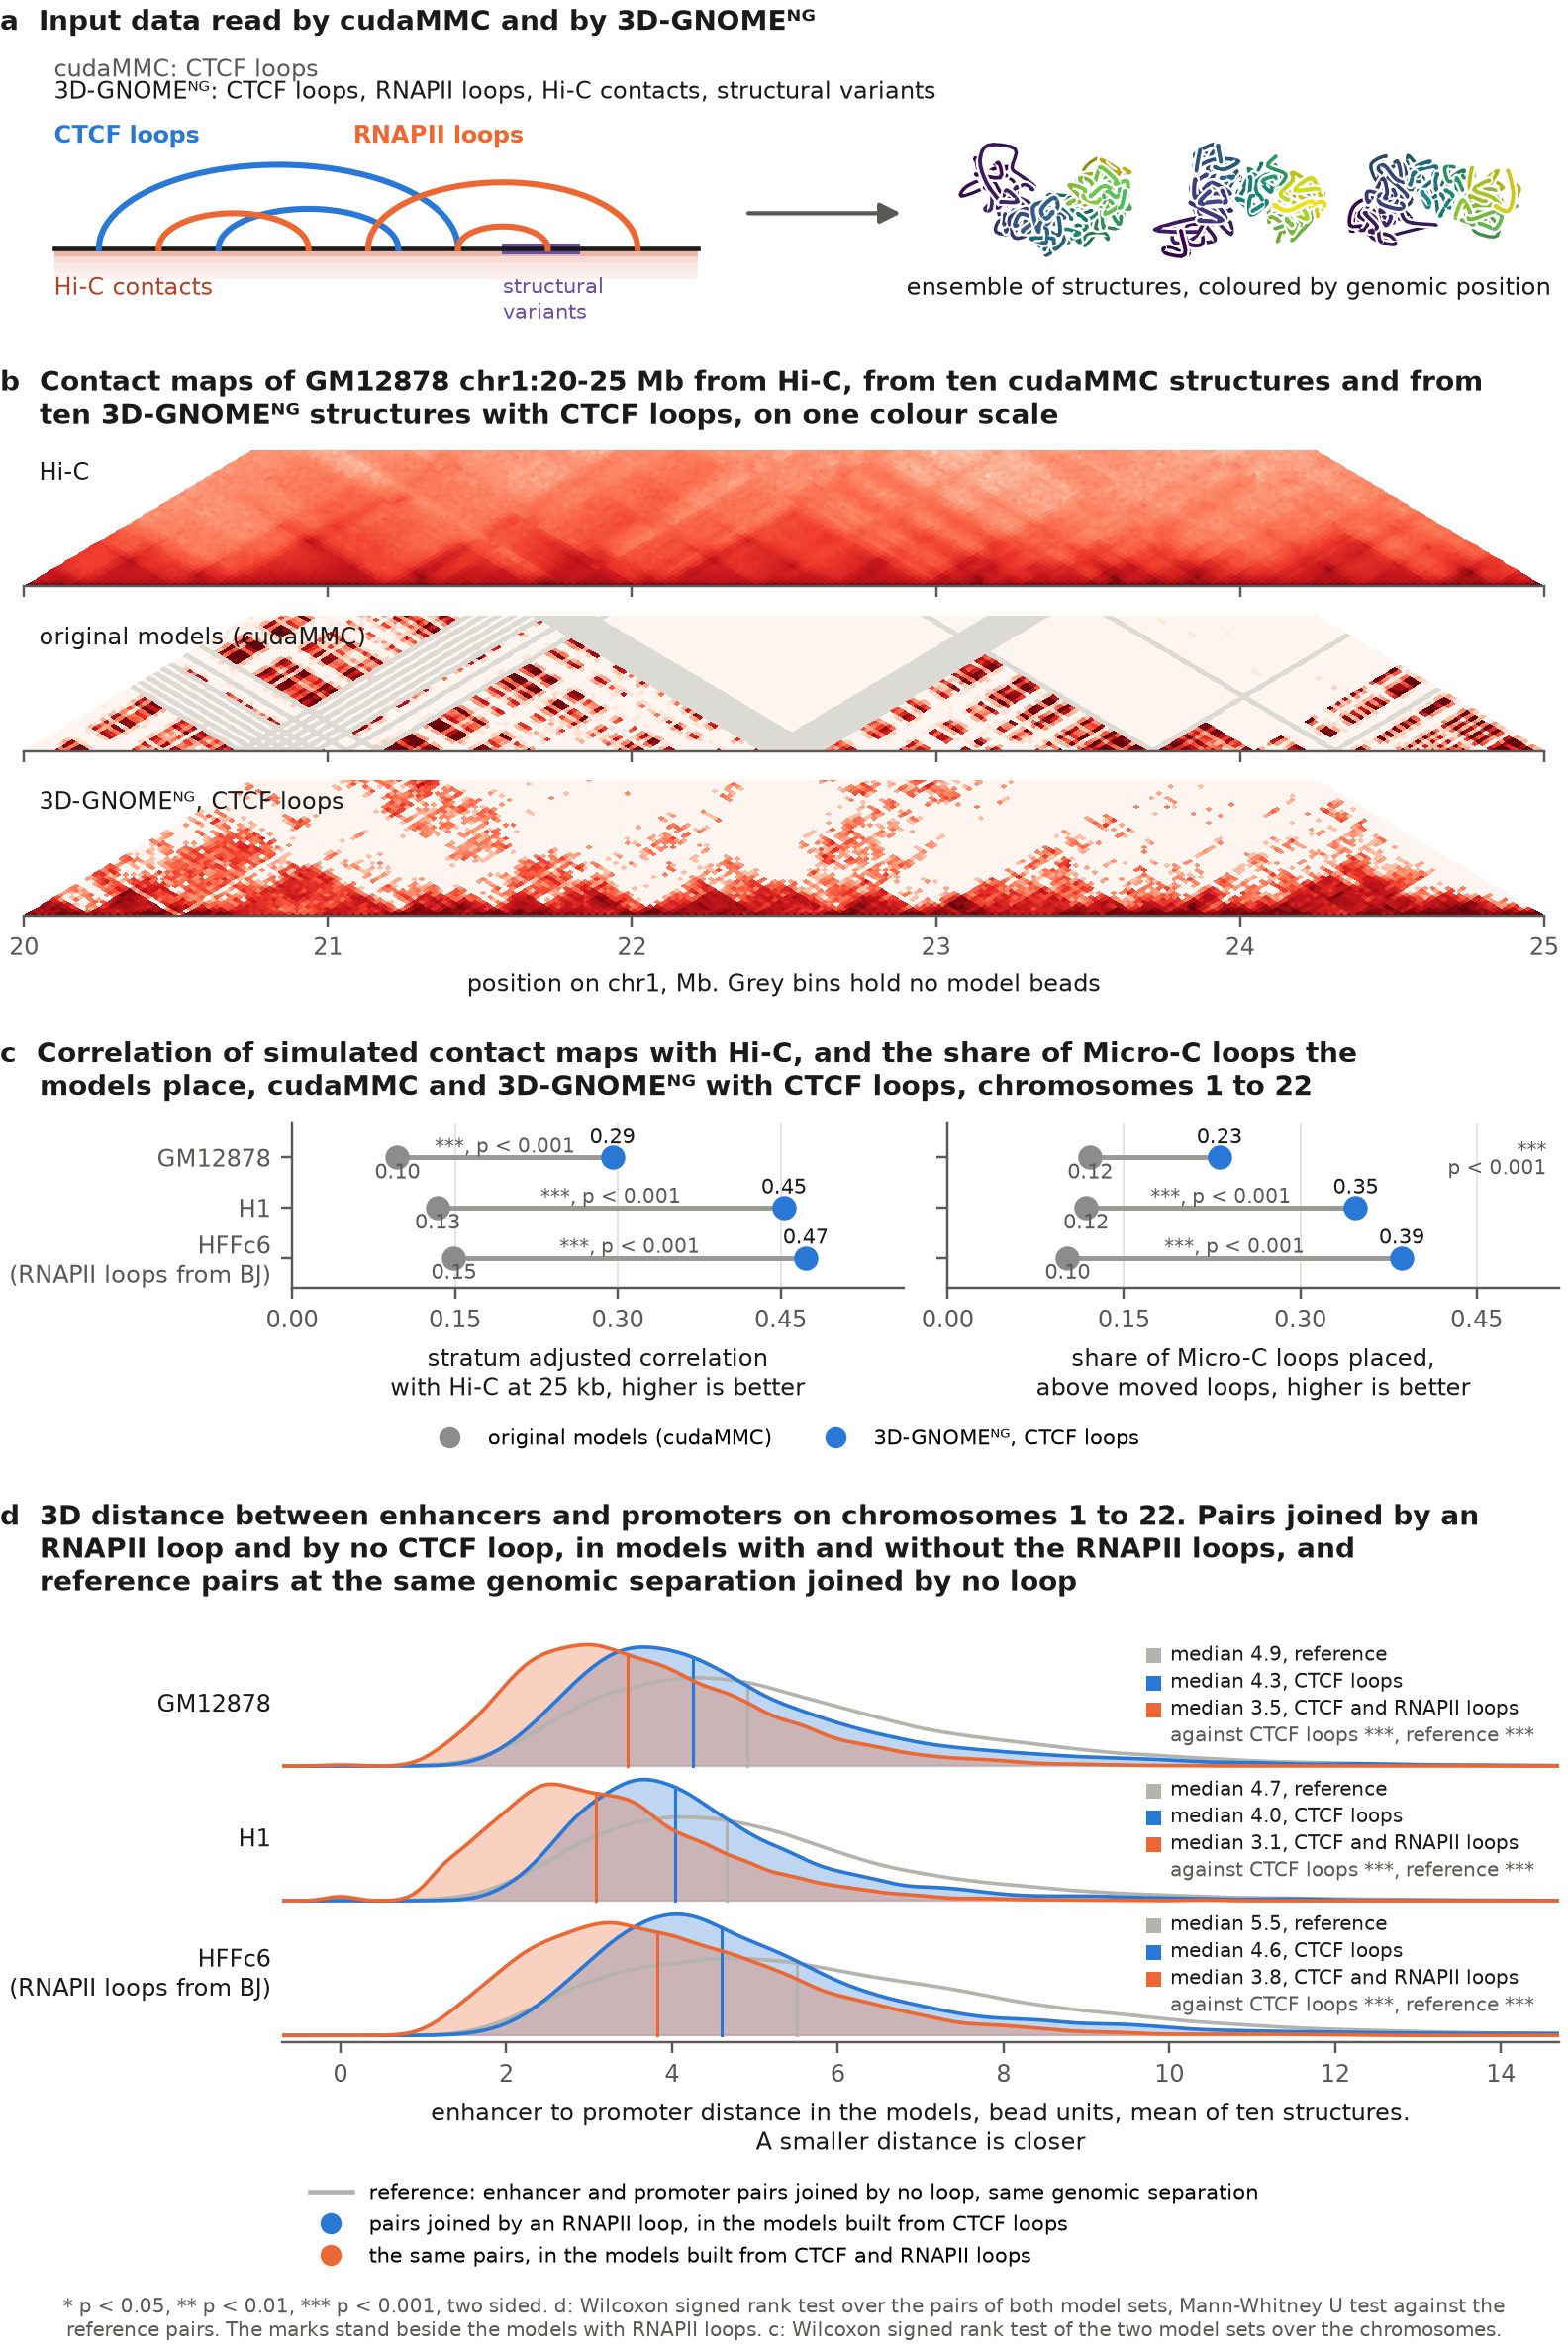 a Input data read by cudaMMC and by 3D-GNOMEᴺᴳ
cudaMMC: CTCF loops
3D-GNOMEᴺᴳ: CTCF loops, RNAPII loops, Hi-C contacts, structural variants
CTCF loops
RNAPII loops
Hi-C contacts
structural
variants
ensemble of structures, coloured by genomic position
b Contact maps of GM12878 chr1:20-25 Mb from Hi-C, from ten cudaMMC structures and from
ten 3D-GNOMEᴺᴳ structures with CTCF loops, on one colour scale
Hi-C
original models (cudaMMC)
3D-GNOMEᴺᴳ, CTCF loops
20 21 22 23 24 25
position on chr1, Mb. Grey bins hold no model beads
c Correlation of simulated contact maps with Hi-C, and the share of Micro-C loops the
models place, cudaMMC and 3D-GNOMEᴺᴳ with CTCF loops, chromosomes 1 to 22
GM12878
0.10
***, p < 0.001
0.29
H1
0.13
***, p < 0.001
0.45
HFFc6
(RNAPII loops from BJ)
0.15
***, p < 0.001
0.47
0.00 0.15 0.30 0.45
stratum adjusted correlation
with Hi-C at 25 kb, higher is better
0.12
0.23
***
p < 0.001
0.12
***, p < 0.001
0.35
0.10
***, p < 0.001
0.39
0.00 0.15 0.30 0.45
share of Micro-C loops placed,
above moved loops, higher is better
original models (cudaMMC)
3D-GNOMEᴺᴳ, CTCF loops
d 3D distance between enhancers and promoters on chromosomes 1 to 22. Pairs joined by an
RNAPII loop and by no CTCF loop, in models with and without the RNAPII loops, and
reference pairs at the same genomic separation joined by no loop
GM12878
median 4.9, reference
median 4.3, CTCF loops
median 3.5, CTCF and RNAPII loops
against CTCF loops ***, reference ***
H1
median 4.7, reference
median 4.0, CTCF loops
median 3.1, CTCF and RNAPII loops
against CTCF loops ***, reference ***
HFFc6
(RNAPII loops from BJ)
median 5.5, reference
median 4.6, CTCF loops
median 3.8, CTCF and RNAPII loops
against CTCF loops ***, reference ***
0 2 4 6 8 10 12 14
enhancer to promoter distance in the models, bead units, mean of ten structures.
A smaller distance is closer
reference: enhancer and promoter pairs joined by no loop, same genomic separation
pairs joined by an RNAPII loop, in the models built from CTCF loops
the same pairs, in the models built from CTCF and RNAPII loops
* p < 0.05, ** p < 0.01, *** p < 0.001, two sided. d: Wilcoxon signed rank test over the pairs of both model sets, Mann-Whitney U test against the
reference pairs. The marks stand beside the models with RNAPII loops. c: Wilcoxon signed rank test of the two model sets over the chromosomes.